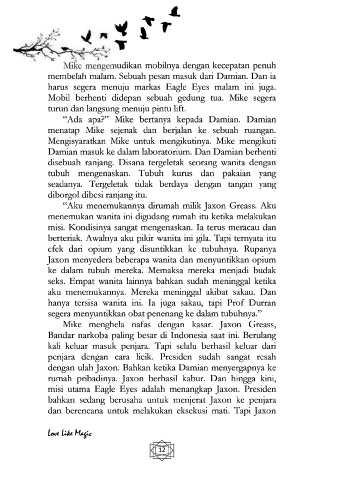 Mike mengemudikan mobilnya dengan kecepatan penuh
membelah malam. Sebuah pesan masuk dari Damian. Dan ia
harus segera menuju markas Eagle Eyes malam ini juga.
Mobil berhenti didepan sebuah gedung tua. Mike segera
turun dan langsung menuju pintu lift.
“Ada apa?” Mike bertanya kepada Damian. Damian
menatap Mike sejenak dan berjalan ke sebuah ruangan.
Mengisyaratkan Mike untuk mengikutinya. Mike mengikuti
Damian masuk ke dalam laboratorium. Dan Damian berhenti
disebuah ranjang. Disana tergeletak seorang wanita dengan
tubuh mengenaskan. Tubuh kurus dan pakaian yang
seadanya. Tergeletak tidak berdaya dengan tangan yang
diborgol dibesi ranjang itu.
“Aku menemukannya dirumah milik Jaxon Greass. Aku
menemukan wanita ini digudang rumah itu ketika melakukan
misi. Kondisinya sangat mengenaskan. Ia terus meracau dan
berteriak. Awalnya aku pikir wanita ini gila. Tapi ternyata itu
efek dari opium yang disuntikkan ke tubuhnya. Rupanya
Jaxon menyedera beberapa wanita dan menyuntikkan opium
ke dalam tubuh mereka. Memaksa mereka menjadi budak
seks. Empat wanita lainnya bahkan sudah meninggal ketika
aku menemukannya. Mereka meninggal akibat sakau. Dan
hanya tersisa wanita ini. Ia juga sakau, tapi Prof Durran
segera menyuntikkan obat penenang ke dalam tubuhnya.”
Mike menghela nafas dengan kasar. Jaxon Greass,
Bandar narkoba paling besar di Indonesia saat ini. Berulang
kali keluar masuk penjara. Tapi selalu berhasil keluar dari
penjara dengan cara licik. Presiden sudah sangat resah
dengan ulah Jaxon. Bahkan ketika Damian menyergapnya ke
rumah pribadinya. Jaxon berhasil kabur. Dan hingga kini,
misi utama Eagle Eyes adalah menangkap Jaxon. Presiden
bahkan sedang berusaha untuk menjerat Jaxon ke penjara
dan berencana untuk melakukan eksekusi mati. Tapi Jaxon
Love Like Magic
12